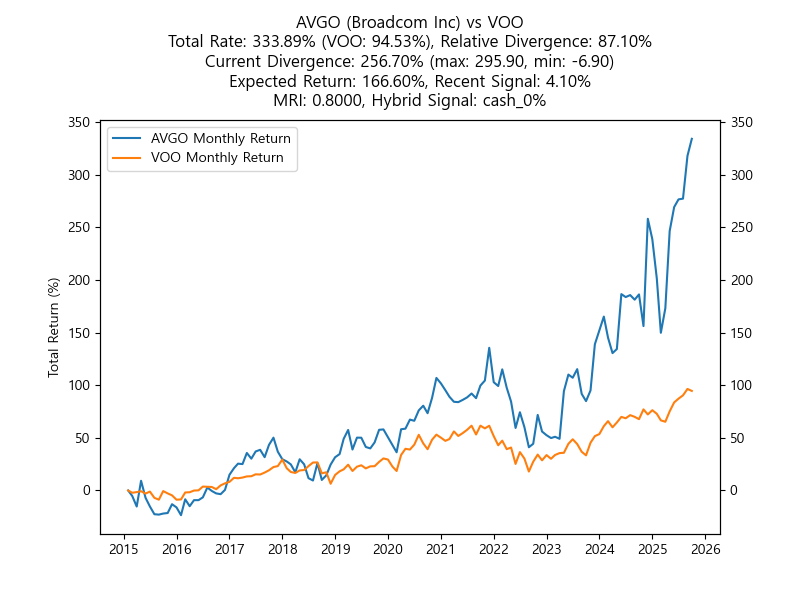 AVGO (Broadcom Inc) vs VOO
Total Rate: 333.89% (VOO: 94.53%), Relative Divergence: 87.10%
Current Divergence: 256.70% (max: 295.90, min: -6.90)
Expected Return: 166.60%, Recent Signal: 4.10%
MRI: 0.8000, Hybrid Signal: cash_0%
AVGO Monthly Return
VOO Monthly Return
Total Return (%)
350
300
250
200
150
100
50
0
350
300
250
200
150
100
50
0
2015 2016 2017 2018 2019 2020 2021 2022 2023 2024 2025 2026